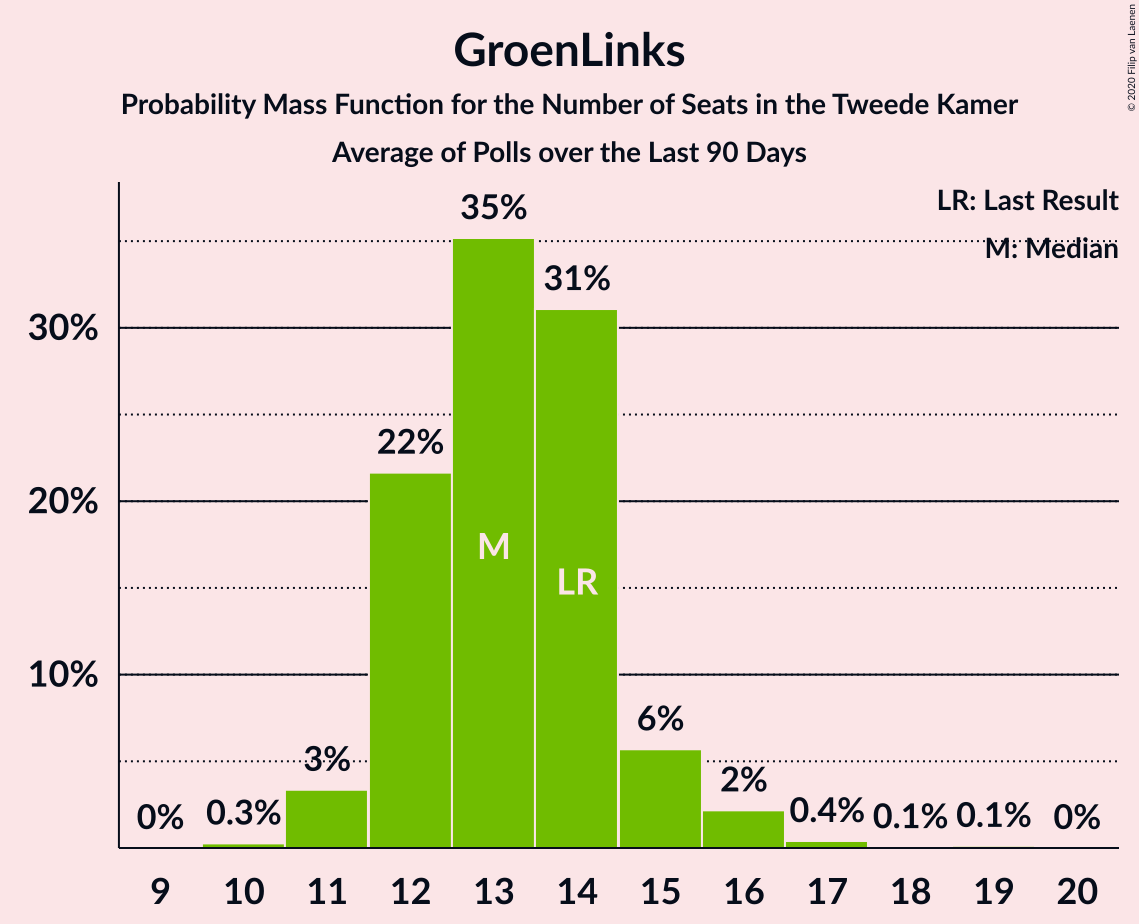 GroenLinks
Probability Mass Function for the Number of Seats in the Tweede Kamer
Average of Polls over the Last 90 Days
© 2020 Filip van Laenen
LR: Last Result
M: Median
35%
31%
30%
22%
20%
M
LR
10%
6%
3%
2%
0% 0.3% 0.4% 0.1% 0.1% 0%
9 10 11 12 13 14 15 16 17 18 19 20